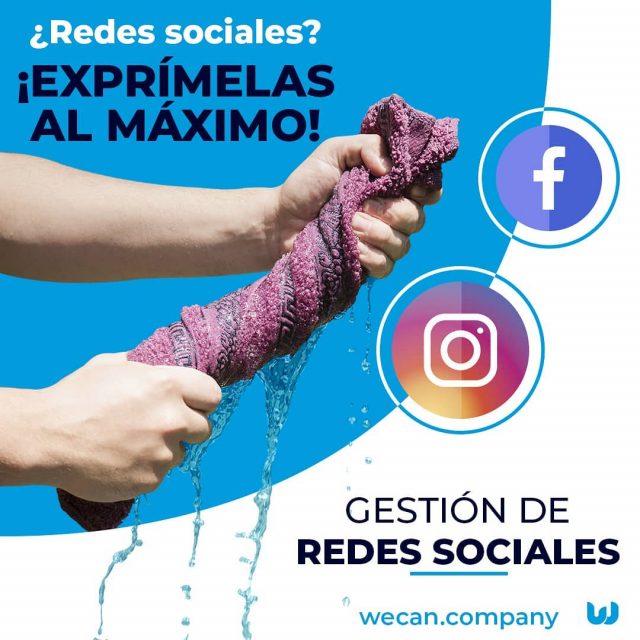 ¿Redes sociales?
¡EXPRÍMELAS
AL MÁXIMO!
GESTIÓN DE
REDES SOCIALES
wecan.company